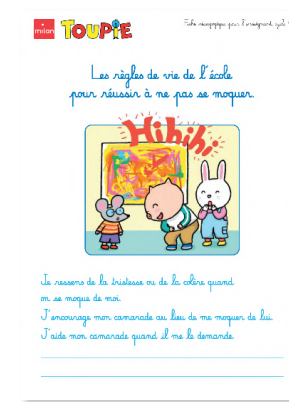 milan TOUPIE
Fiche pédagogique pour l'enseignant, cycle
Les règles de vie de l'école
pour réussir à ne pas se moquer.
Hihihi
Je ressens de la tristesse ou de la colère quand
on se moque de moi.
J'encourage mon camarade au lieu de me moquer de lui.
J'aide mon camarade quand il me le demande.